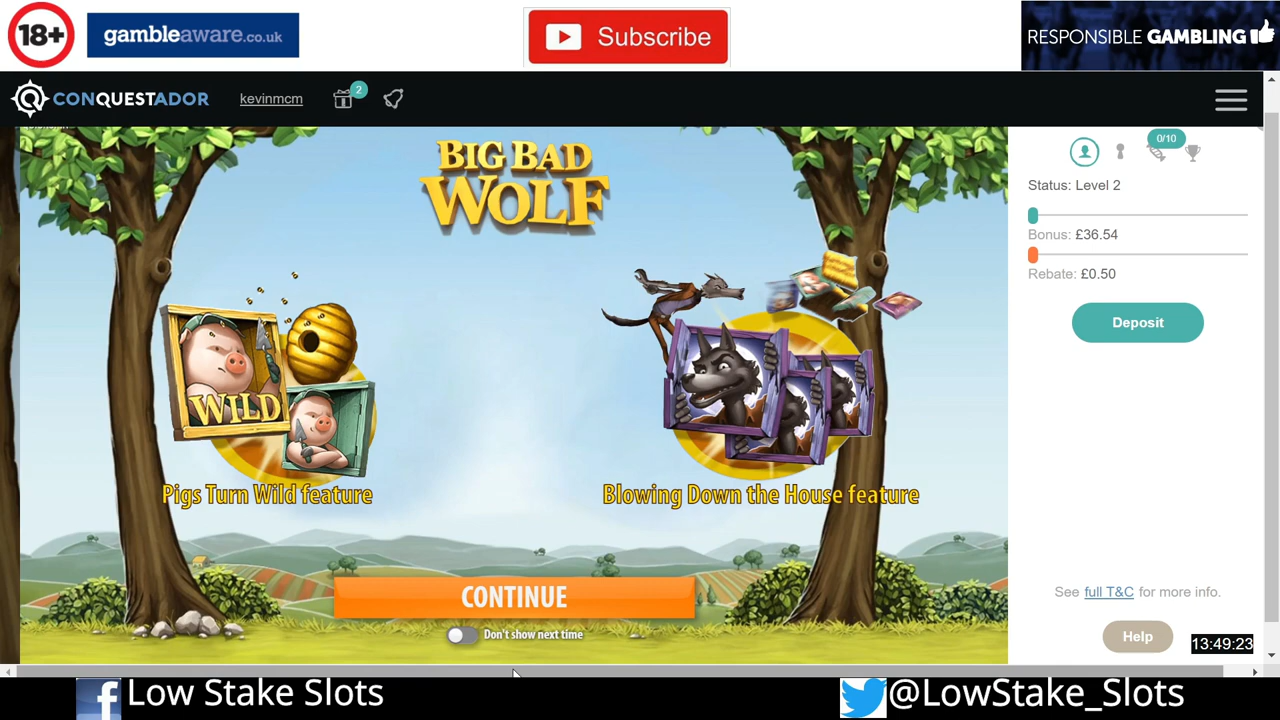 18+
gambleaware.co.uk
Subscribe
RESPONSIBLE GAMBLING
CONQUESTADOR
kevinmcm
2
BIG BAD
WOLF
0/10
Status: Level 2
Bonus: £36.54
Rebate: £0.50
Deposit
WILD
Pigs Turn Wild feature
Blowing Down the House feature
CONTINUE
Don't show next time
See full T&C for more info.
Help
13:49:23
Low Stake Slots
@LowStake_Slots